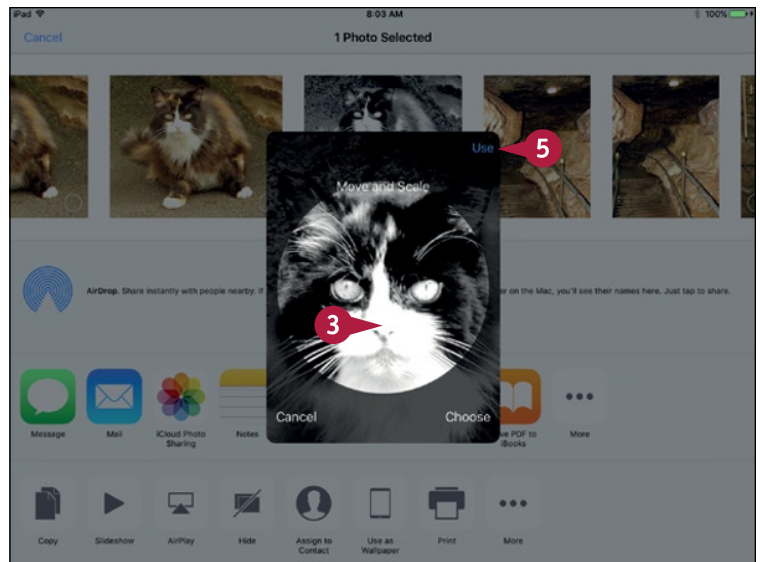 iPad 8:03 AM 100%
Cancel 1 Photo Selected
Use 5
Move and Scale
AirDrop. Share instantly with people nearby. If
er on the Mac, you'll see their names here. Just tap to share.
3
Cancel Choose
Message Mail iCloud Photo Sharing Notes ve PDF to iBooks More
Copy Slideshow AirPlay Hide Assign to Contact Use as Wallpaper Print More